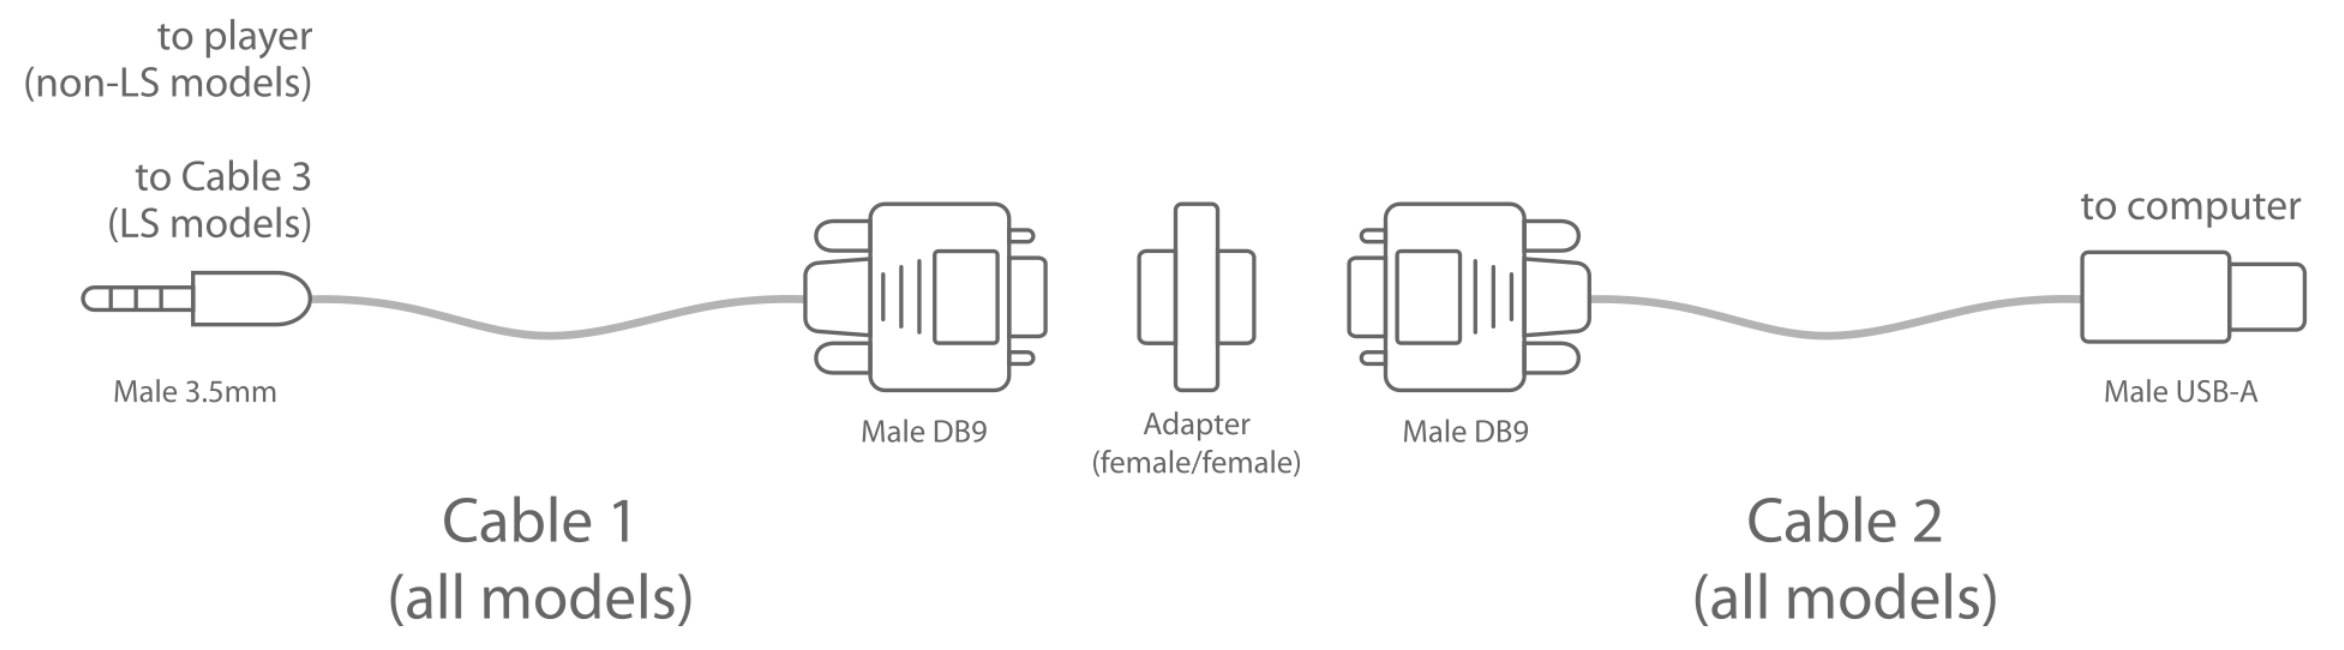 to player
(non-LS models)
to Cable 3
(LS models)
to computer
Male 3.5mm
Male DB9
Adapter
(female/female)
Male DB9
Male USB-A
Cable 1
(all models)
Cable 2
(all models)